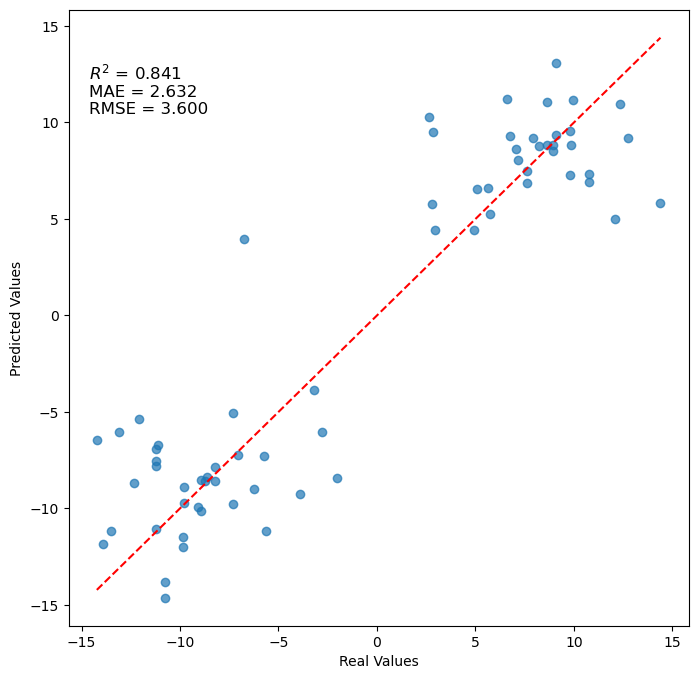 R² = 0.841
MAE = 2.632
RMSE = 3.600
Predicted Values
15
10
5
0
−5
−10
−15
−15 −10 −5 0 5 10 15
Real Values